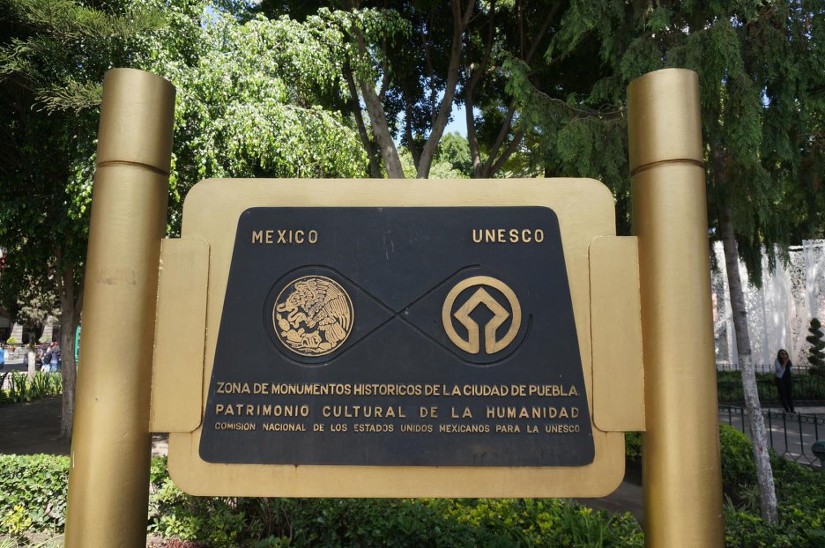 MEXICO
UNESCO
ZONA DE MONUMENTOS HISTORICOS DE LA CIUDAD DE PUEBLA.
PATRIMONIO CULTURAL DE LA HUMANIDAD
COMISION NACIONAL DE LOS ESTADOS UNIDOS MEXICANOS PARA LA UNESCO